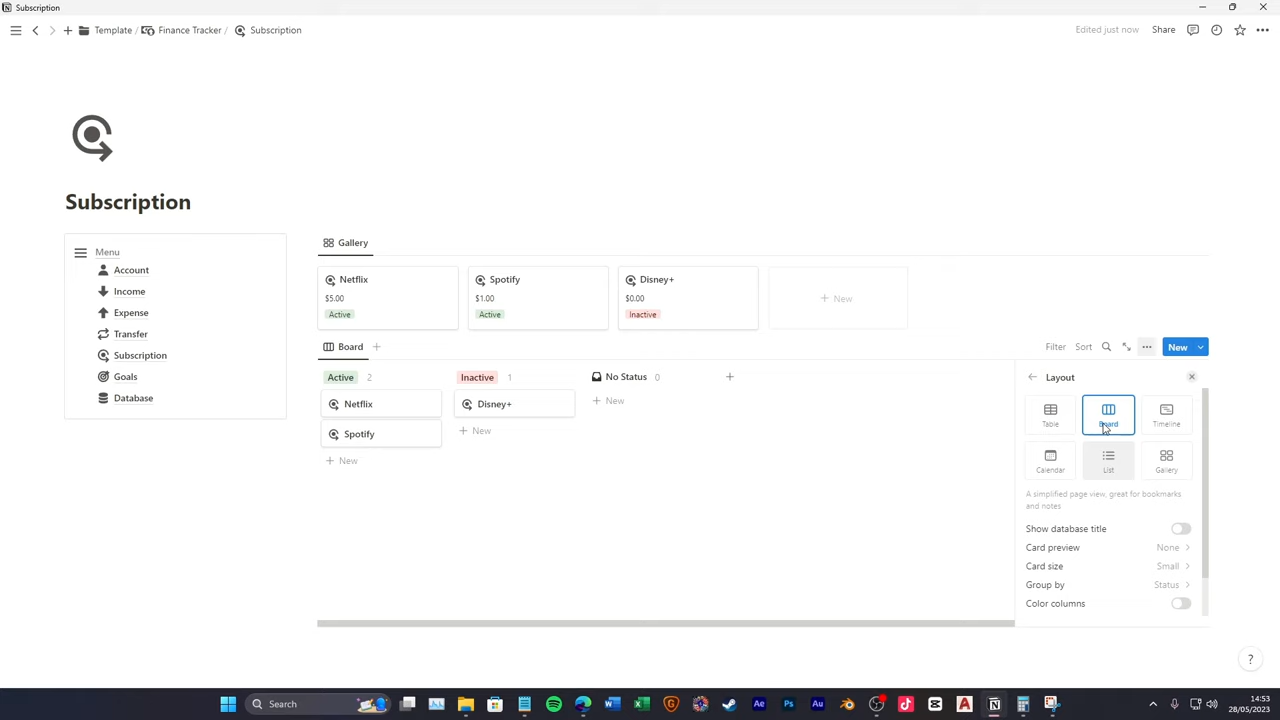 Subscription
Template / Finance Tracker / Subscription
Edited just now
Share
Subscription
Menu
Account
Income
Expense
Transfer
Subscription
Goals
Database
Gallery
Netflix
$5.00
Active
Spotify
$1.00
Active
Disney+
$0.00
Inactive
+ New
Board +
Filter Sort
New
Active 2
Netflix
Spotify
+ New
Inactive 1
Disney+
+ New
No Status 0
+ New
+
Layout
Table
Board
Timeline
Calendar
List
Gallery
A simplified page view, great for bookmarks
and notes
Show database title
Card preview None
Card size Small
Group by Status
Color columns
?
Search
14:53
28/05/2023